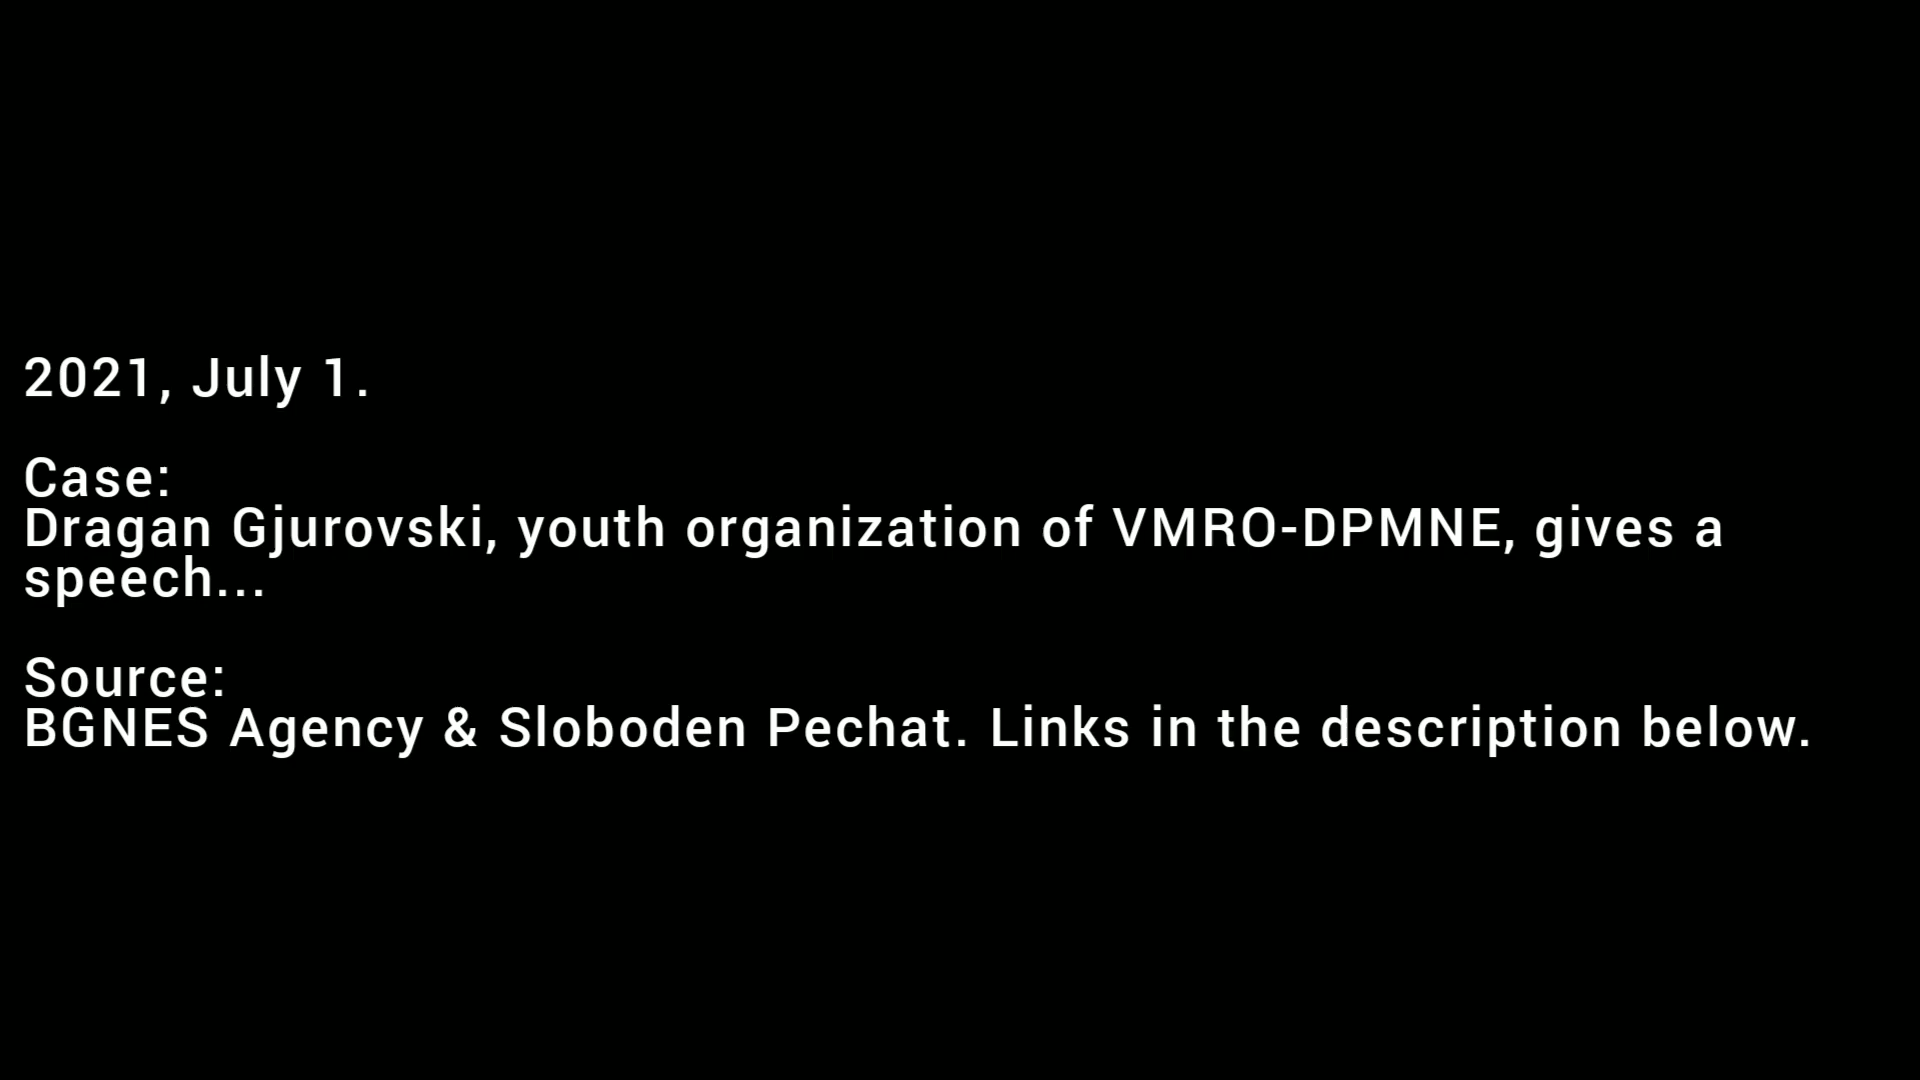 2021, July 1.
Case:
Dragan Gjurovski, youth organization of VMRO-DPMNE, gives a
speech...
Source:
BGNES Agency & Sloboden Pechat. Links in the description below.